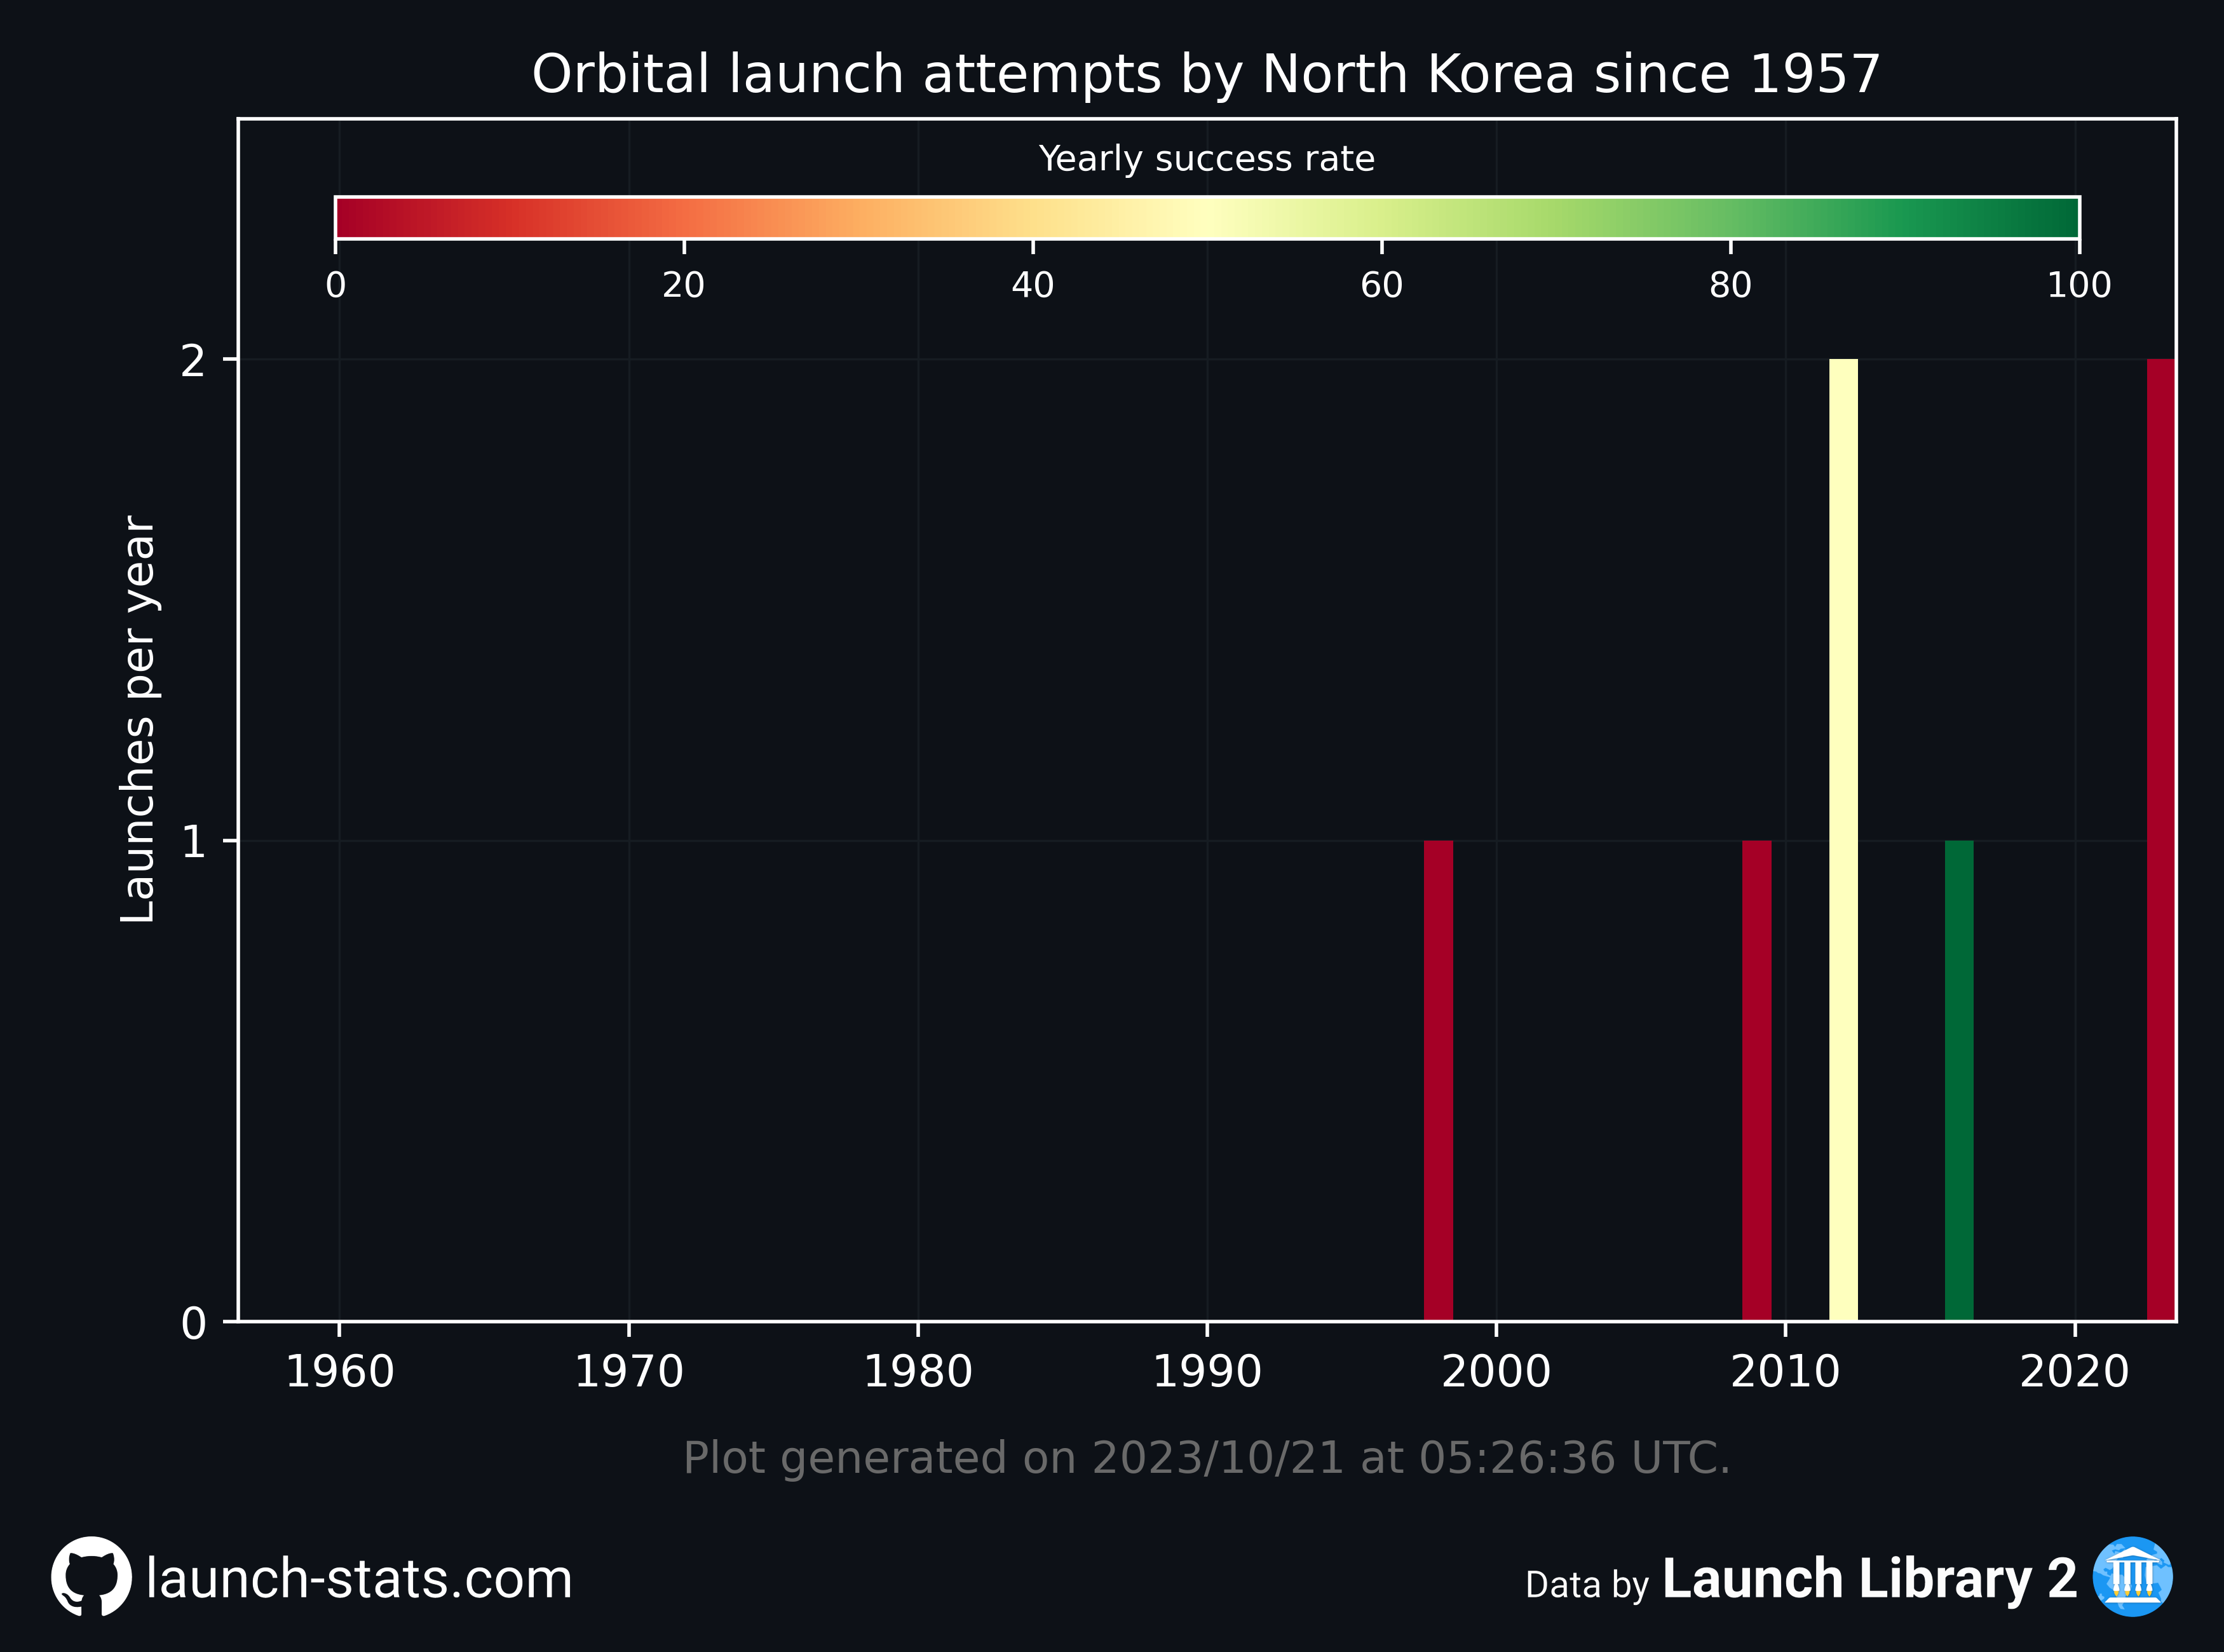 Orbital launch attempts by North Korea since 1957
Yearly success rate
0 20 40 60 80 100
Launches per year
2
1
0
1960 1970 1980 1990 2000 2010 2020
Plot generated on 2023/10/21 at 05:26:36 UTC.
launch-stats.com
Data by Launch Library 2